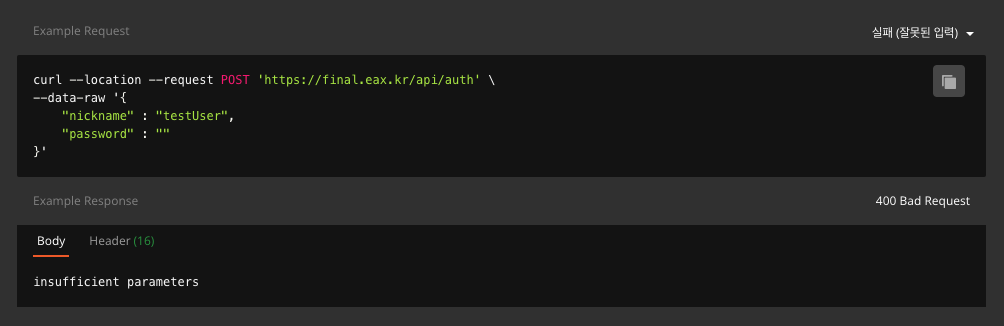 Example Request
실패 (잘못된 입력)
curl --location --request POST 'https://final.eax.kr/api/auth' \
--data-raw '{
    "nickname" : "testUser",
    "password" : ""
}'
Example Response
400 Bad Request
Body Header (16)
insufficient parameters